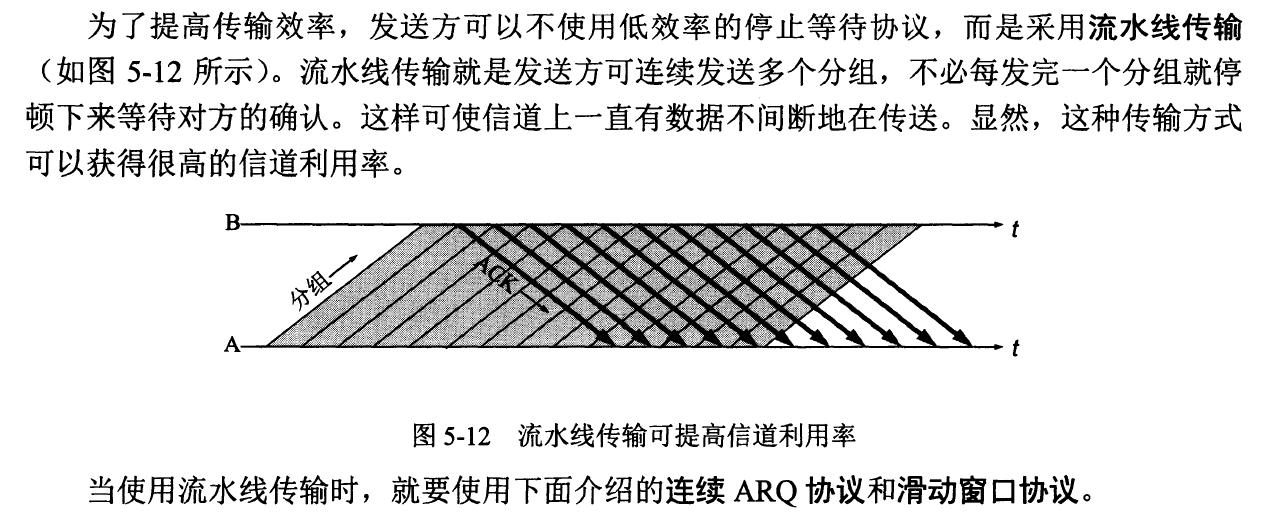 为了提高传输效率，发送方可以不使用低效率的停止等待协议，而是采用流水线传输
（如图 5-12 所示）。流水线传输就是发送方可连续发送多个分组，不必每发完一个分组就停
顿下来等待对方的确认。这样可使信道上一直有数据不间断地在传送。显然，这种传输方式
可以获得很高的信道利用率。
B
t
分组
ACK
A
t
图 5-12 流水线传输可提高信道利用率
当使用流水线传输时，就要使用下面介绍的连续 ARQ 协议和滑动窗口协议。